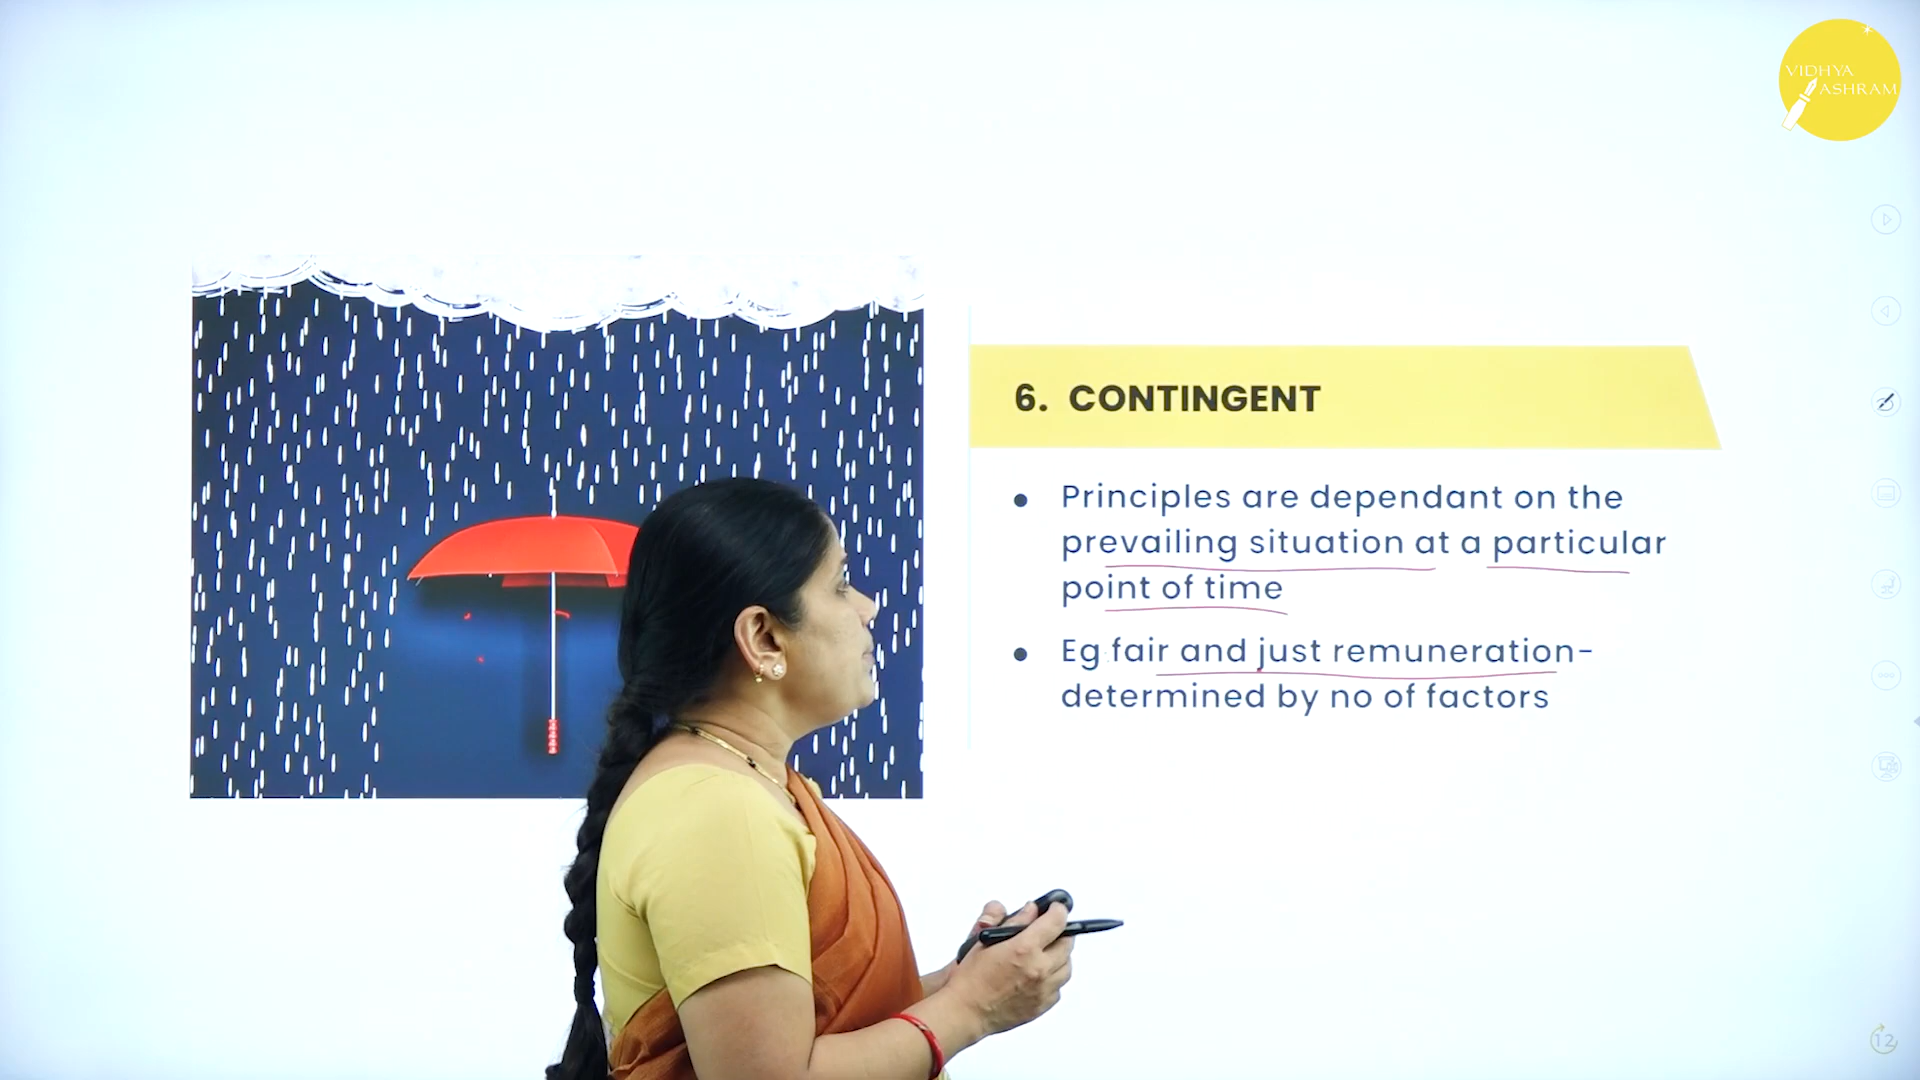 VIDHYA
ASHRAM
6. CONTINGENT
• Principles are dependant on the
prevailing situation at a particular
point of time
• Eg fair and just remuneration-
determined by no of factors
12